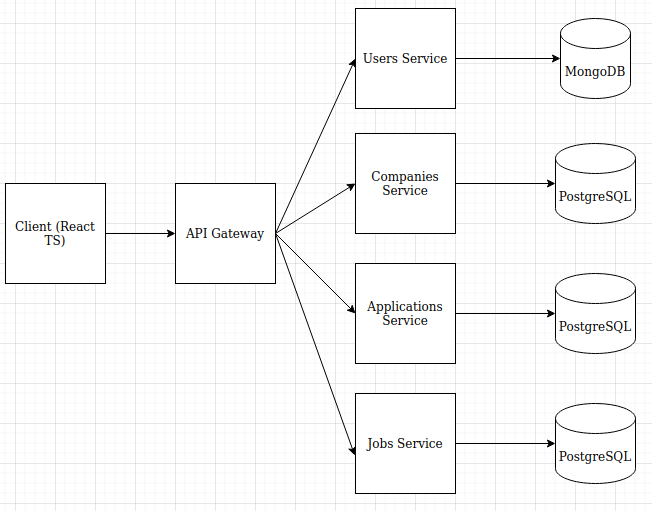 Users Service
MongoDB
Companies
Service
PostgreSQL
Client (React
TS)
API Gateway
Applications
Service
PostgreSQL
Jobs Service
PostgreSQL